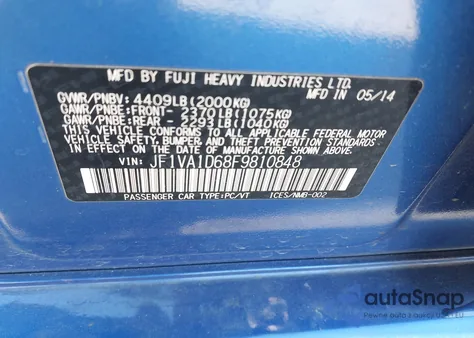 MFD BY FUJI HEAVY INDUSTRIES LTD. IN 05/14
GVWR/PNBV: 4409LB (2000KG)
GAWR/PNBE: FRONT- 2370LB (1075KG)
GAWR/PNBE: REAR - 2293LB (1040KG)
THIS VEHICLE CONFORMS TO ALL APPLICABLE FEDERAL MOTOR
VEHICLE SAFETY, BUMPER, AND THEFT PREVENTION STANDARDS
IN EFFECT ON THE DATE OF MANUFACTURE SHOWN ABOVE.
VIN: JF1VA1D68F9810848
PASSENGER CAR TYPE:PC/VT ICES/NMB-002
autoSnap